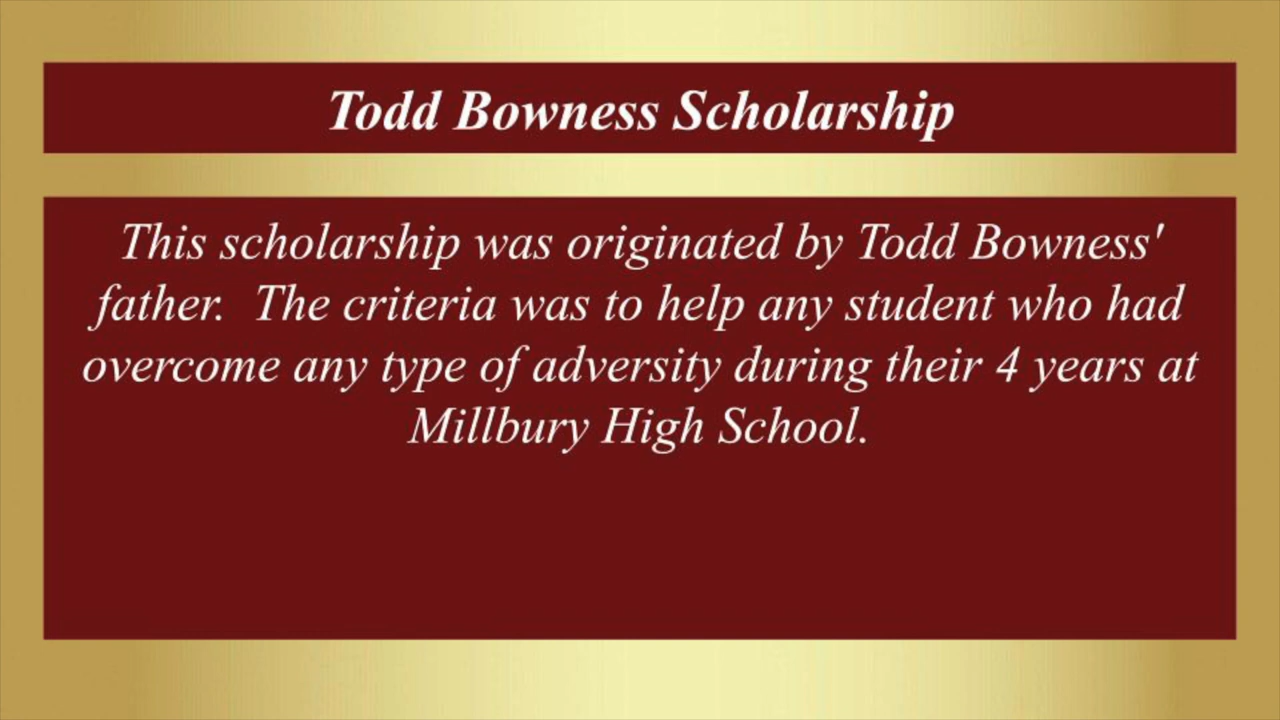 Todd Bowness Scholarship
This scholarship was originated by Todd Bowness'
father.  The criteria was to help any student who had
overcome any type of adversity during their 4 years at
Millbury High School.